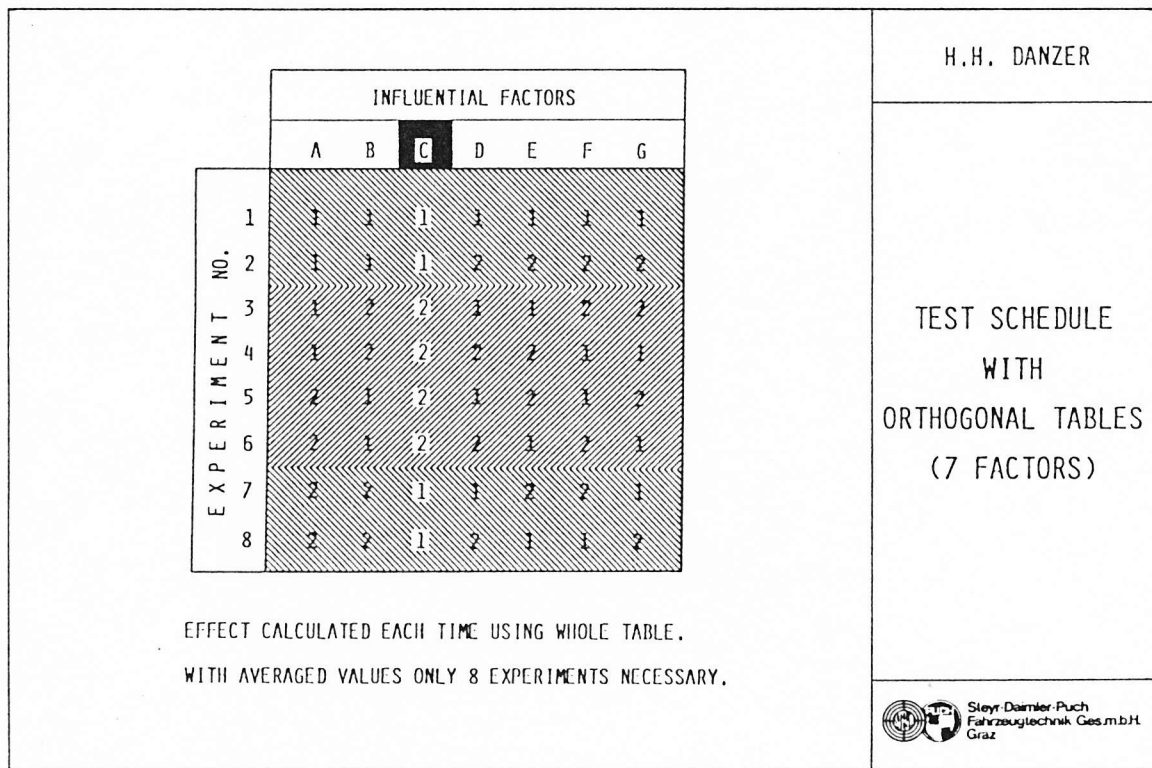 INFLUENTIAL FACTORS
A B C D E F G
EXPERIMENT NO.
1 1 1 1 1 1 1 1
2 1 1 1 2 2 2 2
3 1 2 2 1 1 2 2
4 1 2 2 2 2 1 1
5 2 1 2 1 2 1 2
6 2 1 2 2 1 2 1
7 2 2 1 1 2 2 1
8 2 2 1 2 1 1 2
EFFECT CALCULATED EACH TIME USING WHOLE TABLE.
WITH AVERAGED VALUES ONLY 8 EXPERIMENTS NECESSARY.
H.H. DANZER
TEST SCHEDULE
WITH
ORTHOGONAL TABLES
(7 FACTORS)
PUCH
Steyr-Daimler-Puch
Fahrzeugtechnik Ges.m.b.H.
Graz